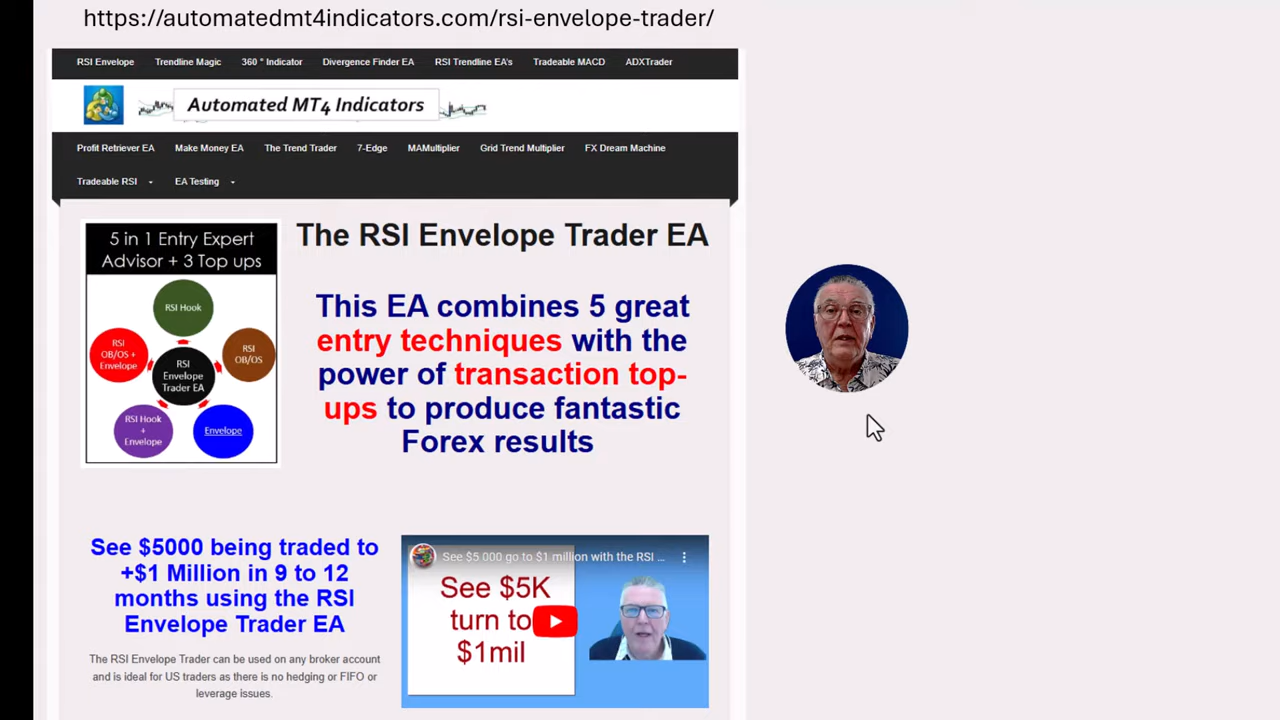 https://automatedmt4indicators.com/rsi-envelope-trader/
RSI Envelope Trendline Magic 360 ° Indicator Divergence Finder EA RSI Trendline EA's Tradeable MACD ADXTrader
Automated MT4 Indicators
Profit Retriever EA Make Money EA The Trend Trader 7-Edge MAMultiplier Grid Trend Multiplier FX Dream Machine
Tradeable RSI EA Testing
5 in 1 Entry Expert
Advisor + 3 Top ups
RSI Hook
RSI
OB/OS +
Envelope
RSI
OB/OS
RSI
Envelope
Trader EA
RSI Hook
+
Envelope
Envelope
The RSI Envelope Trader EA
This EA combines 5 great
entry techniques with the
power of transaction top-
ups to produce fantastic
Forex results
See $5000 being traded to
+$1 Million in 9 to 12
months using the RSI
Envelope Trader EA
The RSI Envelope Trader can be used on any broker account
and is ideal for US traders as there is no hedging or FIFO or
leverage issues.
See $5 000 go to $1 million with the RSI ...
See $5K
turn to
$1mil